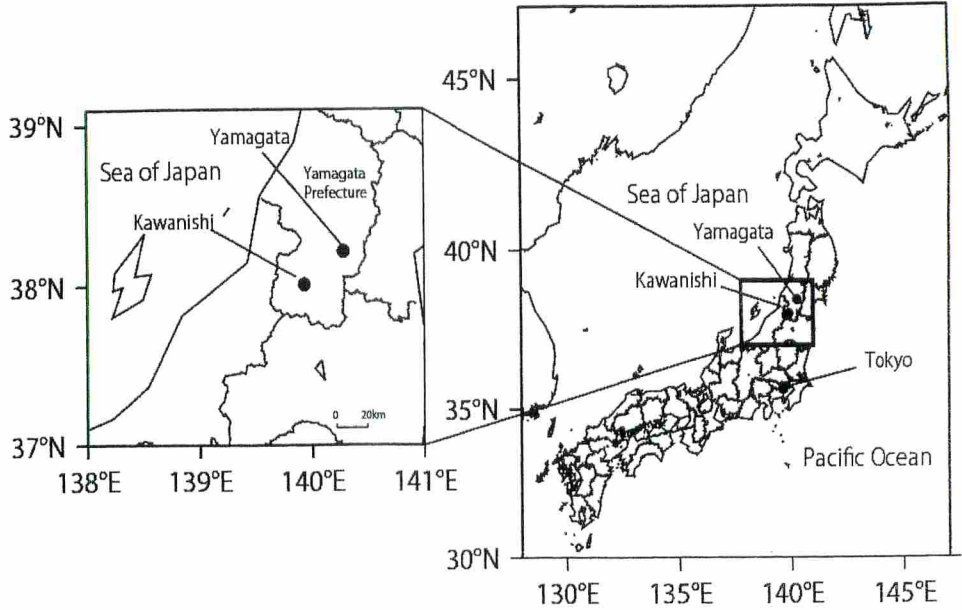 39°N
38°N
37°N
138°E
139°E
140°E
141°E
Sea of Japan
Yamagata
Yamagata
Prefecture
Kawanishi
0 20km
45°N
40°N
35°N
30°N
130°E
135°E
140°E
145°E
Sea of Japan
Yamagata
Kawanishi
Tokyo
Pacific Ocean